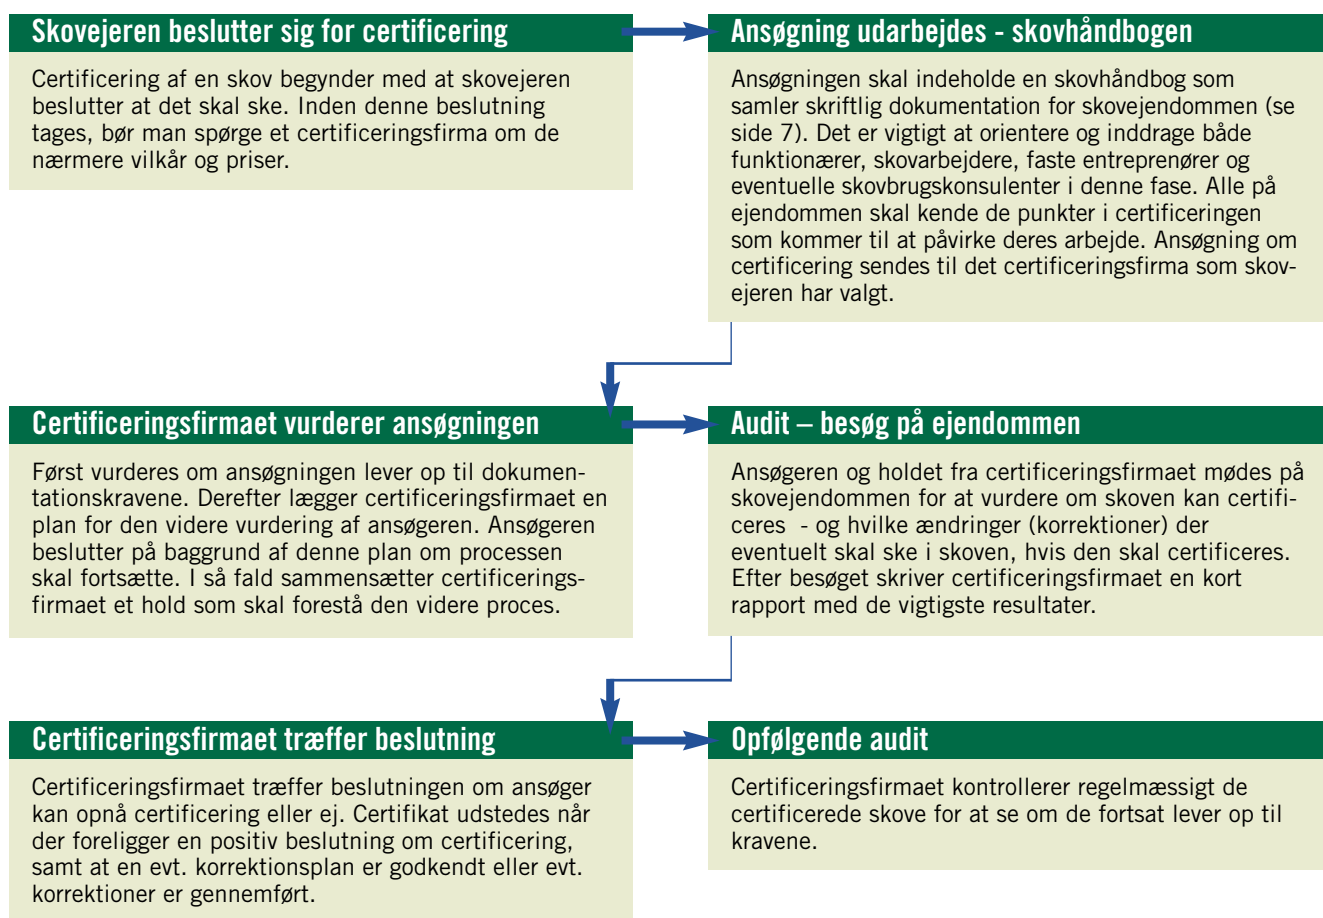 Skovejeren beslutter sig for certificering
Certificering af en skov begynder med at skovejeren
beslutter at det skal ske. Inden denne beslutning
tages, bør man spørge et certificeringsfirma om de
nærmere vilkår og priser.
Ansøgning udarbejdes - skovhåndbogen
Ansøgningen skal indeholde en skovhåndbog som
samler skriftlig dokumentation for skovejendommen (se
side 7). Det er vigtigt at orientere og inddrage både
funktionærer, skovarbejdere, faste entreprenører og
eventuelle skovbrugskonsulenter i denne fase. Alle på
ejendommen skal kende de punkter i certificeringen
som kommer til at påvirke deres arbejde. Ansøgning om
certificering sendes til det certificeringsfirma som skov-
ejeren har valgt.
Certificeringsfirmaet vurderer ansøgningen
Først vurderes om ansøgningen lever op til dokumen-
tationskravene. Derefter lægger certificeringsfirmaet en
plan for den videre vurdering af ansøgeren. Ansøgeren
beslutter på baggrund af denne plan om processen
skal fortsætte. I så fald sammensætter certificerings-
firmaet et hold som skal forestå den videre proces.
Audit – besøg på ejendommen
Ansøgeren og holdet fra certificeringsfirmaet mødes på
skovejendommen for at vurdere om skoven kan certifi-
ceres - og hvilke ændringer (korrektioner) der
eventuelt skal ske i skoven, hvis den skal certificeres.
Efter besøget skriver certificeringsfirmaet en kort
rapport med de vigtigste resultater.
Certificeringsfirmaet træffer beslutning
Certificeringsfirmaet træffer beslutningen om ansøger
kan opnå certificering eller ej. Certifikat udstedes når
der foreligger en positiv beslutning om certificering,
samt at en evt. korrektionsplan er godkendt eller evt.
korrektioner er gennemført.
Opfølgende audit
Certificeringsfirmaet kontrollerer regelmæssigt de
certificerede skove for at se om de fortsat lever op til
kravene.